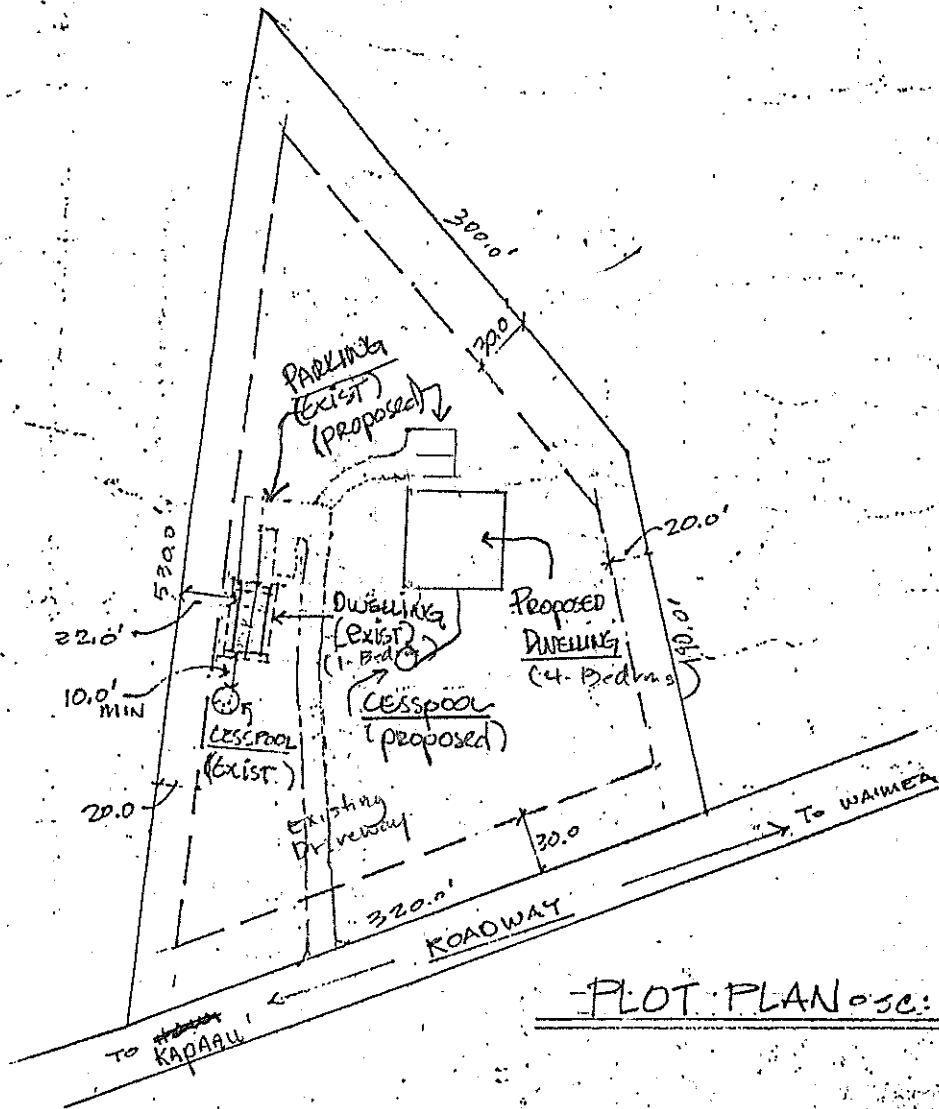 300.0'
30.0
PARKING
(EXIST)
(PROPOSED)
530.0'
20.0'
22.0'
DWELLING
(EXIST)
(1-Bedrm)
PROPOSED
DWELLING
(4-Bedrms)
190.0'
10.0'
MIN
CESSPOOL
(EXIST.)
CESSPOOL
(proposed)
20.0
Existing
Driveway
30.0
TO WAIMEA
320.0'
ROADWAY
TO
KAPAAU
PLOT PLAN SC: